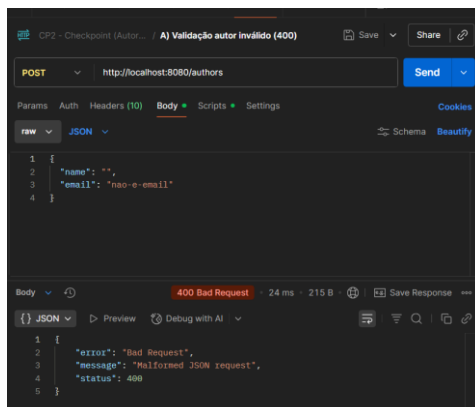 HTTP CP2 - Checkpoint (Autor... / A) Validação autor inválido (400) Save Share
POST http://localhost:8080/authors Send
Params Auth Headers (10) Body Scripts Settings Cookies
raw JSON Schema Beautify
1 {
2 "name": "",
3 "email": "nao-e-email"
4 }
Body 400 Bad Request 24 ms 215 B Save Response
{} JSON Preview Debug with AI
1 {
2 "error": "Bad Request",
3 "message": "Malformed JSON request",
4 "status": 400
5 }